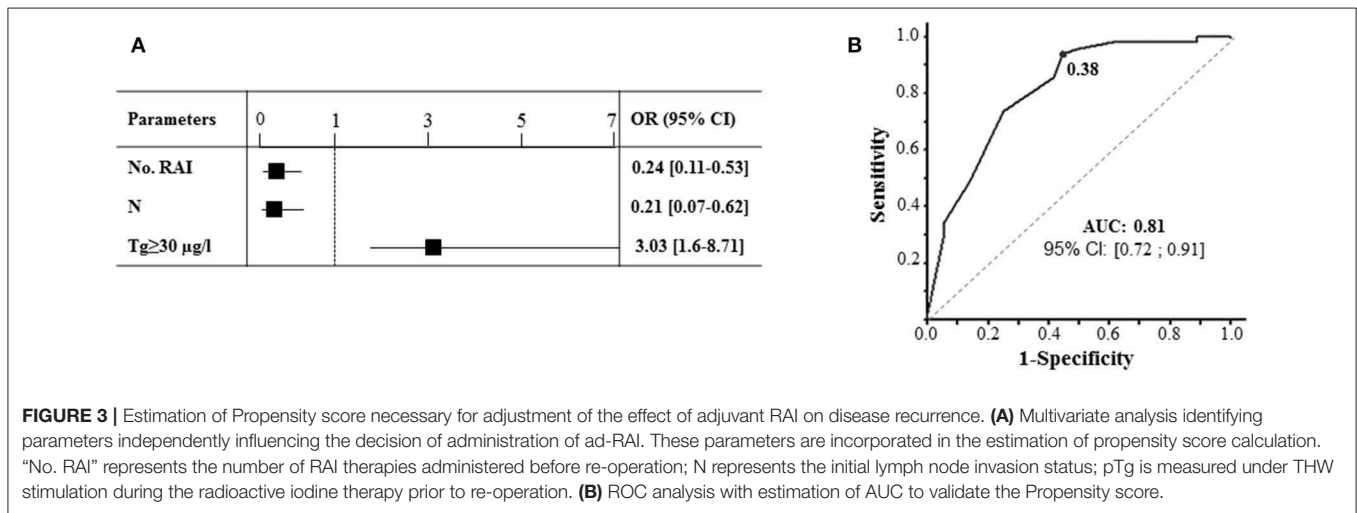 A
Parameters 0 1 3 5 7 OR (95% CI)
No. RAI 0.24 [0.11-0.53]
N 0.21 [0.07-0.62]
Tg≥30 µg/l 3.03 [1.6-8.71]
B
1.0
0.8
0.6
0.4
0.2
Sensitivity
0.38
AUC: 0.81
95% CI: [0.72 ; 0.91]
0.0 0.2 0.4 0.6 0.8 1.0
1-Specificity
FIGURE 3 | Estimation of Propensity score necessary for adjustment of the effect of adjuvant RAI on disease recurrence. (A) Multivariate analysis identifying
parameters independently influencing the decision of administration of ad-RAI. These parameters are incorporated in the estimation of propensity score calculation.
“No. RAI” represents the number of RAI therapies administered before re-operation; N represents the initial lymph node invasion status; pTg is measured under THW
stimulation during the radioactive iodine therapy prior to re-operation. (B) ROC analysis with estimation of AUC to validate the Propensity score.